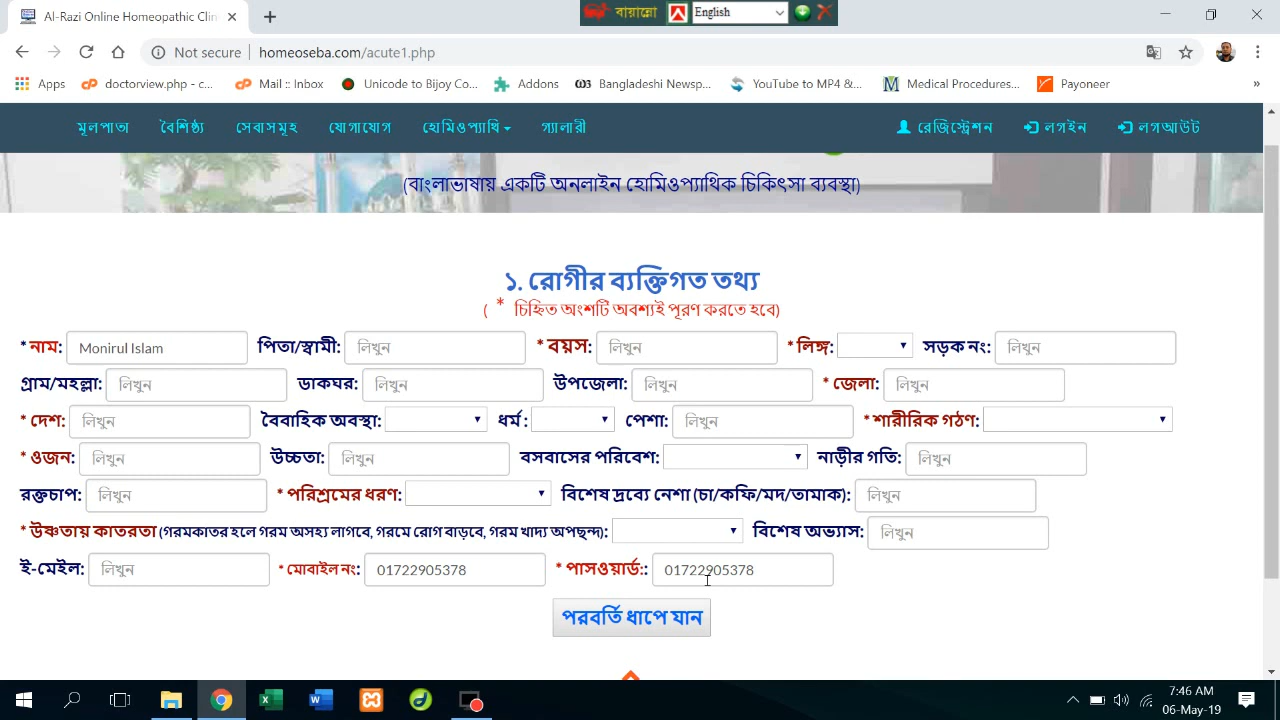 Al-Razi Online Homeopathic Clin
বায়ান্নো English
Not secure homeoseba.com/acute1.php
Apps doctorview.php - c... Mail :: Inbox Unicode to Bijoy Co... Addons Bangladeshi Newsp... YouTube to MP4 &... Medical Procedures... Payoneer »
মূলপাতা বৈশিষ্ঠ্য সেবাসমূহ যোগাযোগ হোমিওপ্যাথি গ্যালারী রেজিস্ট্রেশন লগইন লগআউট
(বাংলাভাষায় একটি অনলাইন হোমিওপ্যাথিক চিকিৎসা ব্যবস্থা)
১. রোগীর ব্যক্তিগত তথ্য
( * চিহ্নিত অংশটি অবশ্যই পূরণ করতে হবে)
* নাম: Monirul Islam পিতা/স্বামী: লিখুন * বয়স: লিখুন * লিঙ্গ: সড়ক নং: লিখুন
গ্রাম/মহল্লা: লিখুন ডাকঘর: লিখুন উপজেলা: লিখুন * জেলা: লিখুন
* দেশ: লিখুন বৈবাহিক অবস্থা: ধর্ম : পেশা: লিখুন * শারীরিক গঠণ:
* ওজন: লিখুন উচ্চতা: লিখুন বসবাসের পরিবেশ: নাড়ীর গতি: লিখুন
রক্তচাপ: লিখুন * পরিশ্রমের ধরণ: বিশেষ দ্রব্যে নেশা (চা/কফি/মদ/তামাক): লিখুন
* উষ্ণতায় কাতরতা (গরমকাতর হলে গরম অসহ্য লাগবে, গরমে রোগ বাড়বে, গরম খাদ্য অপছন্দ): বিশেষ অভ্যাস: লিখুন
ই-মেইল: লিখুন * মোবাইল নং: 01722905378 * পাসওয়ার্ড:: 01722905378
পরবর্তি ধাপে যান
7:46 AM
06-May-19